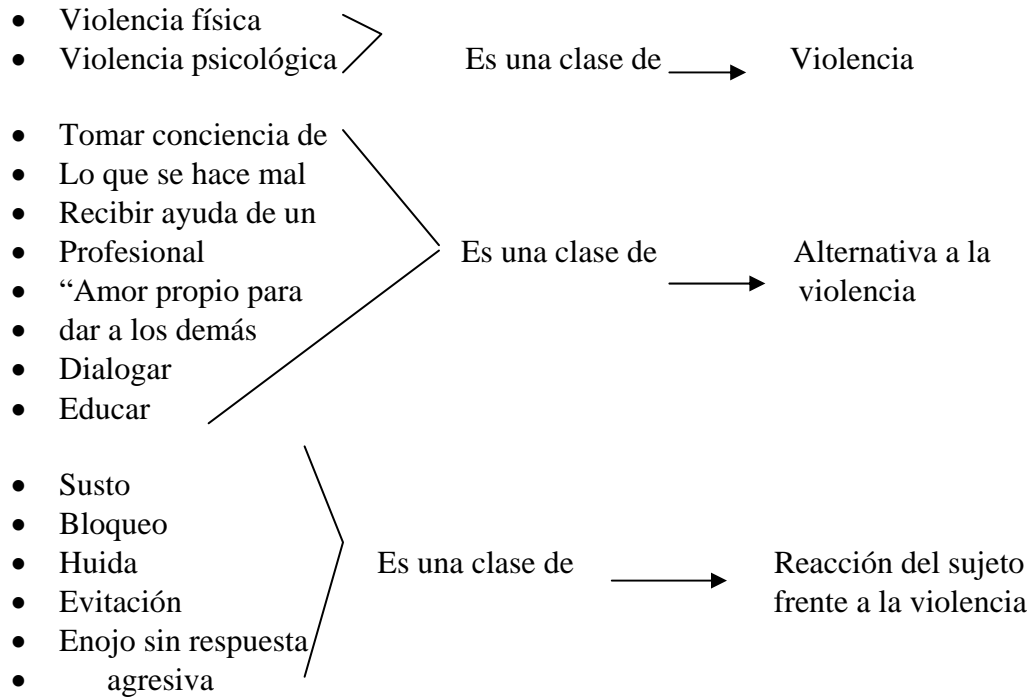 • Violencia física
• Violencia psicológica Es una clase de Violencia
• Tomar conciencia de
• Lo que se hace mal
• Recibir ayuda de un
• Profesional Es una clase de Alternativa a la
• “Amor propio para violencia
• dar a los demás
• Dialogar
• Educar
• Susto
• Bloqueo
• Huida Es una clase de Reacción del sujeto
• Evitación frente a la violencia
• Enojo sin respuesta
• agresiva